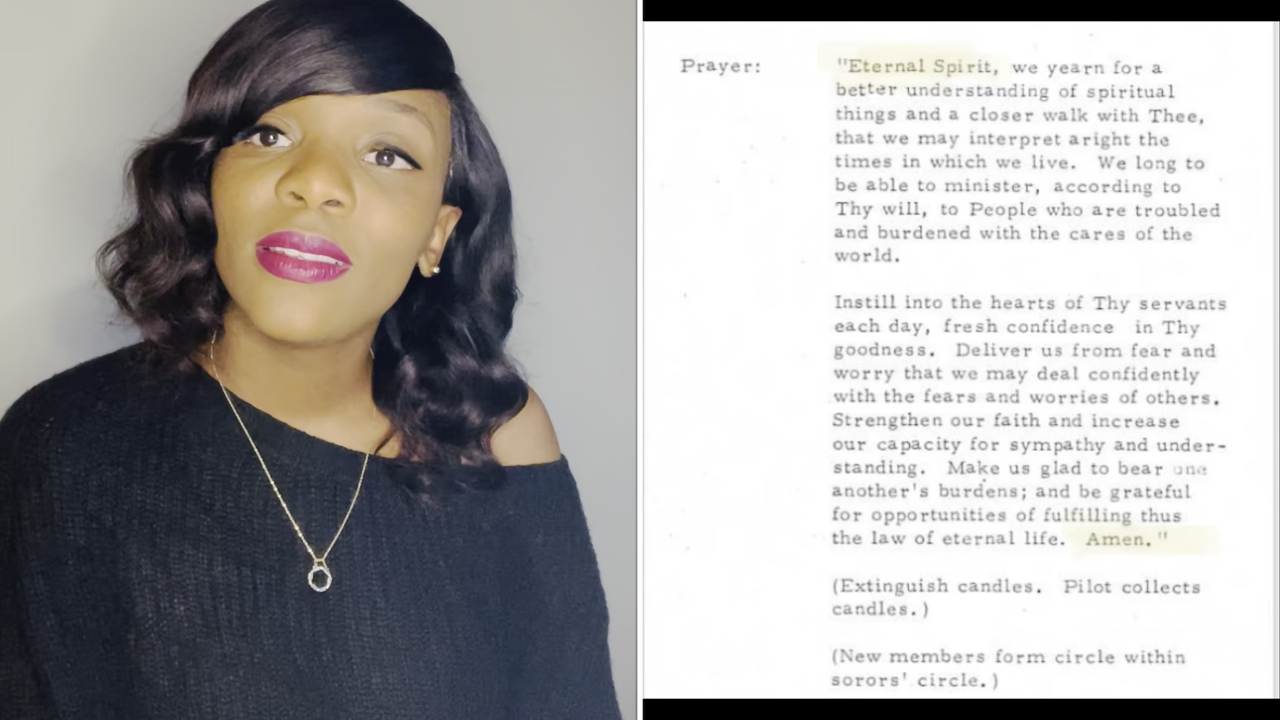 Prayer: "Eternal Spirit, we yearn for a
better understanding of spiritual
things and a closer walk with Thee,
that we may interpret aright the
times in which we live. We long to
be able to minister, according to
Thy will, to People who are troubled
and burdened with the cares of the
world.
Instill into the hearts of Thy servants
each day, fresh confidence in Thy
goodness. Deliver us from fear and
worry that we may deal confidently
with the fears and worries of others.
Strengthen our faith and increase
our capacity for sympathy and under-
standing. Make us glad to bear one
another's burdens; and be grateful
for opportunities of fulfilling thus
the law of eternal life. Amen."
(Extinguish candles. Pilot collects
candles.)
(New members form circle within
sorors' circle.)